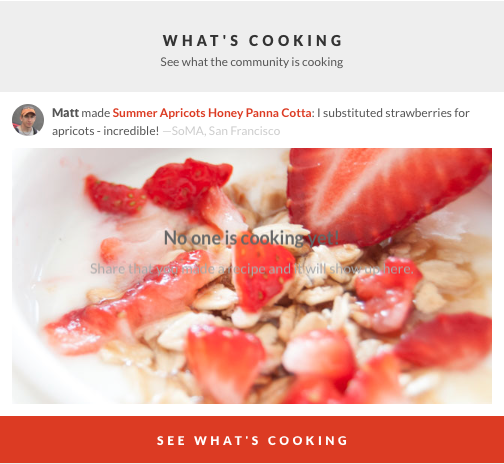 WHAT'S COOKING
See what the community is cooking
Matt made Summer Apricots Honey Panna Cotta: I substituted strawberries for
apricots - incredible! —SoMA, San Francisco
No one is cooking yet!
Share that you made a recipe and it will show up here.
SEE WHAT'S COOKING